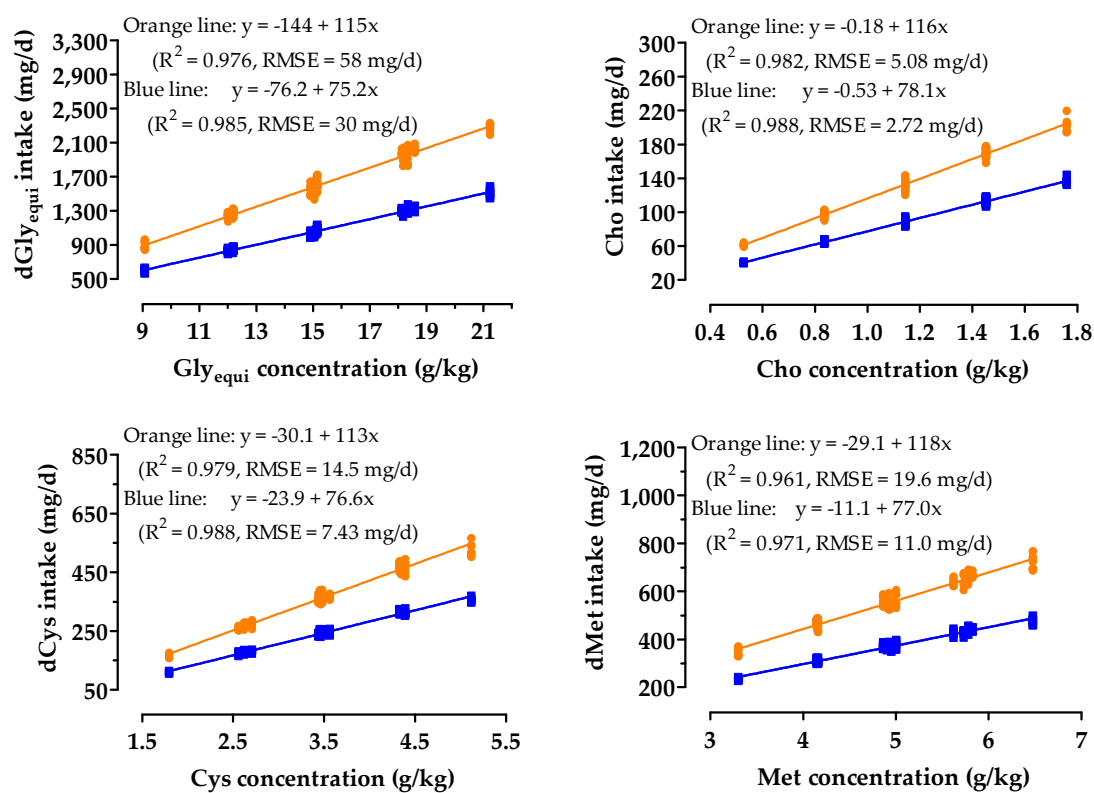 Orange line: y = -144 + 115x
(R² = 0.976, RMSE = 58 mg/d)
Blue line: y = -76.2 + 75.2x
(R² = 0.985, RMSE = 30 mg/d)
dGlyequi intake (mg/d)
3,300
2,900
2,500
2,100
1,700
1,300
900
500
9 11 13 15 17 19 21
Glyequi concentration (g/kg)
Orange line: y = -0.18 + 116x
(R² = 0.982, RMSE = 5.08 mg/d)
Blue line: y = -0.53 + 78.1x
(R² = 0.988, RMSE = 2.72 mg/d)
Cho intake (mg/d)
300
260
220
180
140
100
60
20
0.4 0.6 0.8 1.0 1.2 1.4 1.6 1.8
Cho concentration (g/kg)
Orange line: y = -30.1 + 113x
(R² = 0.979, RMSE = 14.5 mg/d)
Blue line: y = -23.9 + 76.6x
(R² = 0.988, RMSE = 7.43 mg/d)
dCys intake (mg/d)
850
650
450
250
50
1.5 2.5 3.5 4.5 5.5
Cys concentration (g/kg)
Orange line: y = -29.1 + 118x
(R² = 0.961, RMSE = 19.6 mg/d)
Blue line: y = -11.1 + 77.0x
(R² = 0.971, RMSE = 11.0 mg/d)
dMet intake (mg/d)
1,200
1,000
800
600
400
200
3 4 5 6 7
Met concentration (g/kg)